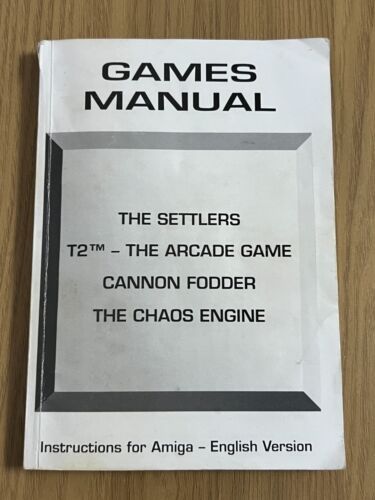 GAMES
MANUAL
THE SETTLERS
T2™ – THE ARCADE GAME
CANNON FODDER
THE CHAOS ENGINE
Instructions for Amiga – English Version